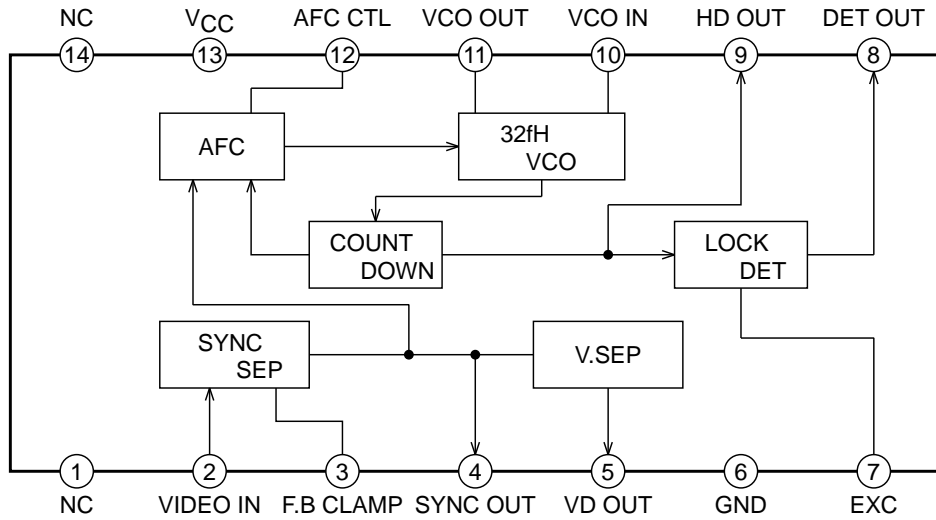 NC VCC AFC CTL VCO OUT VCO IN HD OUT DET OUT
14 13 12 11 10 9 8
AFC
32fH
VCO
COUNT
DOWN
LOCK
DET
SYNC
SEP
V.SEP
1 2 3 4 5 6 7
NC VIDEO IN F.B CLAMP SYNC OUT VD OUT GND EXC